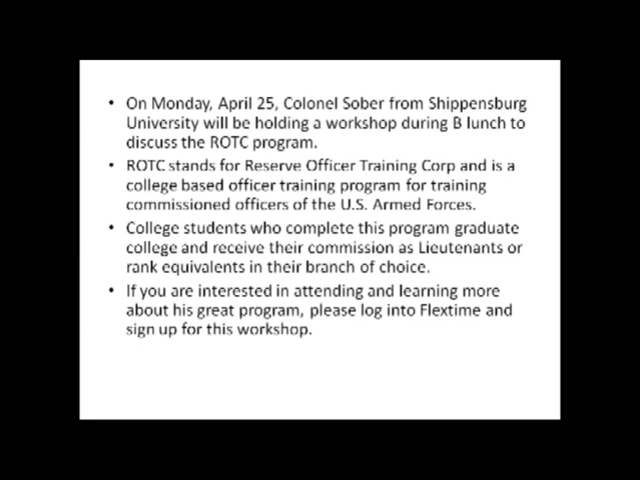 • On Monday, April 25, Colonel Sober from Shippensburg
University will be holding a workshop during B lunch to
discuss the ROTC program.
• ROTC stands for Reserve Officer Training Corp and is a
college based officer training program for training
commissioned officers of the U.S. Armed Forces.
• College students who complete this program graduate
college and receive their commission as Lieutenants or
rank equivalents in their branch of choice.
• If you are interested in attending and learning more
about his great program, please log into Flextime and
sign up for this workshop.